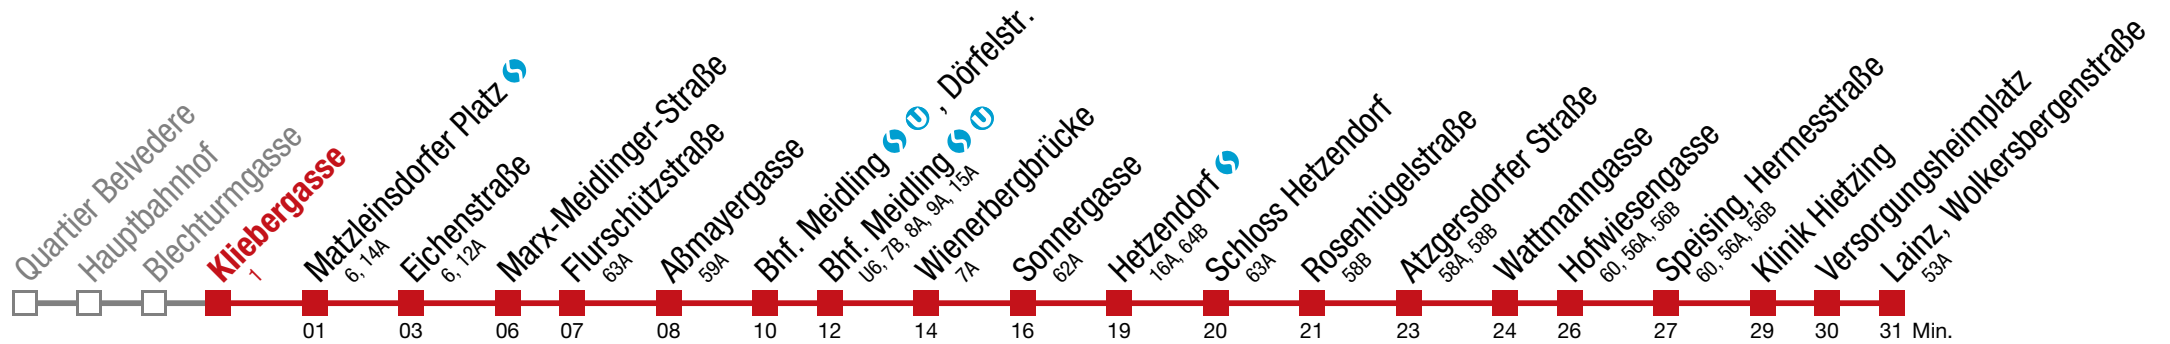 Quartier Belvedere
Hauptbahnhof
Blechturmgasse
Kliebergasse
1
Matzleinsdorfer Platz S
6, 14A
Eichenstraße
6, 12A
Marx-Meidlinger-Straße
Flurschützstraße
63A
Aßmayergasse
59A
Bhf. Meidling S U , Dörfelstr.
Bhf. Meidling S U
U6, 7B, 8A, 9A, 15A
Wienerbergbrücke
7A
Sonnergasse
62A
Hetzendorf S
16A, 64B
Schloss Hetzendorf
63A
Rosenhügelstraße
58B
Atzgersdorfer Straße
58A, 58B
Wattmanngasse
Hofwiesengasse
60, 56A, 56B
Speising, Hermesstraße
60, 56A, 56B
Klinik Hietzing
Versorgungsheimplatz
Lainz, Wolkersbergenstraße
53A
01 03 06 07 08 10 12 14 16 19 20 21 23 24 26 27 29 30 31 Min.